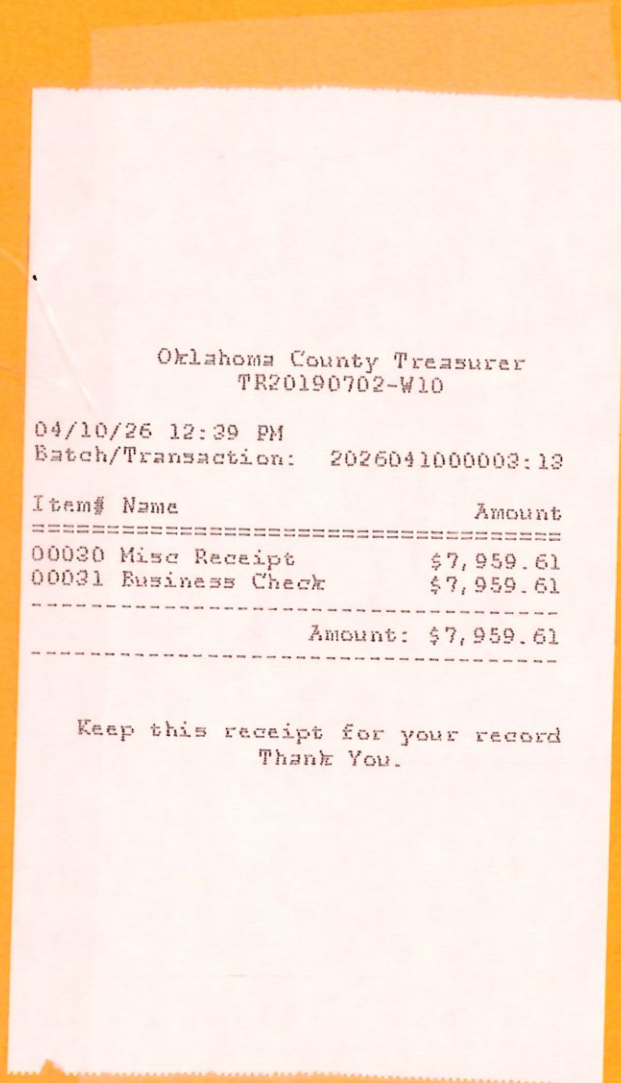 Oklahoma County Treasurer
TR20190702-W10
04/10/26 12:39 PM
Batch/Transaction: 2026041000003:13
Item# Name Amount
===================================
00030 Misc Receipt $7,959.61
00031 Business Check $7,959.61
-----------------------------------
Amount: $7,959.61
-----------------------------------
Keep this receipt for your record
Thank You.